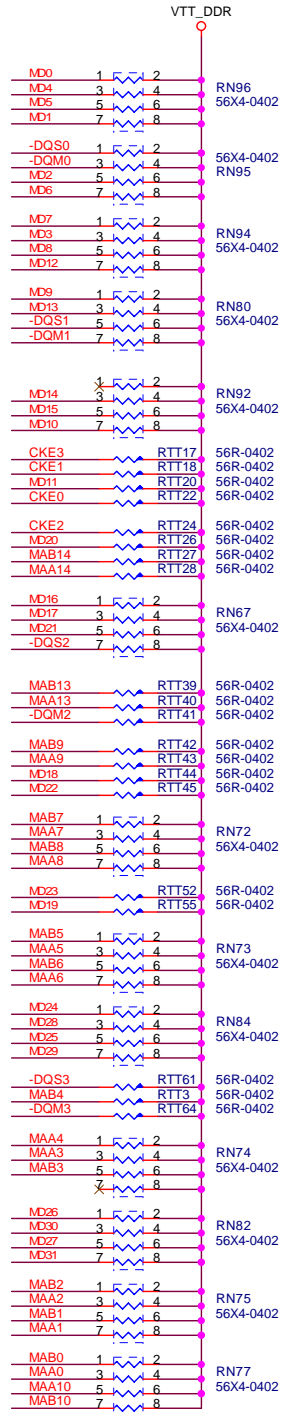 VTT_DDR
MD0 1 2
MD4 3 4 RN96
MD5 5 6 56X4-0402
MD1 7 8
-DQS0 1 2 56X4-0402
-DQM0 3 4 RN95
MD2 5 6
MD6 7 8
MD7 1 2
MD3 3 4 RN94
MD8 5 6 56X4-0402
MD12 7 8
MD9 1 2
MD13 3 4 RN80
-DQS1 5 6 56X4-0402
-DQM1 7 8
1 2
MD14 3 4 RN92
MD15 5 6 56X4-0402
MD10 7 8
CKE3 RTT17 56R-0402
CKE1 RTT18 56R-0402
MD11 RTT20 56R-0402
CKE0 RTT22 56R-0402
CKE2 RTT24 56R-0402
MD20 RTT26 56R-0402
MAB14 RTT27 56R-0402
MAA14 RTT28 56R-0402
MD16 1 2
MD17 3 4 RN67
MD21 5 6 56X4-0402
-DQS2 7 8
MAB13 RTT39 56R-0402
MAA13 RTT40 56R-0402
-DQM2 RTT41 56R-0402
MAB9 RTT42 56R-0402
MAA9 RTT43 56R-0402
MD18 RTT44 56R-0402
MD22 RTT45 56R-0402
MAB7 1 2
MAA7 3 4 RN72
MAB8 5 6 56X4-0402
MAA8 7 8
MD23 RTT52 56R-0402
MD19 RTT55 56R-0402
MAB5 1 2
MAA5 3 4 RN73
MAB6 5 6 56X4-0402
MAA6 7 8
MD24 1 2
MD28 3 4 RN84
MD25 5 6 56X4-0402
MD29 7 8
-DQS3 RTT61 56R-0402
MAB4 RTT3 56R-0402
-DQM3 RTT64 56R-0402
MAA4 1 2
MAA3 3 4 RN74
MAB3 5 6 56X4-0402
7 8
MD26 1 2
MD30 3 4 RN82
MD27 5 6 56X4-0402
MD31 7 8
MAB2 1 2
MAA2 3 4 RN75
MAB1 5 6 56X4-0402
MAA1 7 8
MAB0 1 2
MAA0 3 4 RN77
MAA10 5 6 56X4-0402
MAB10 7 8